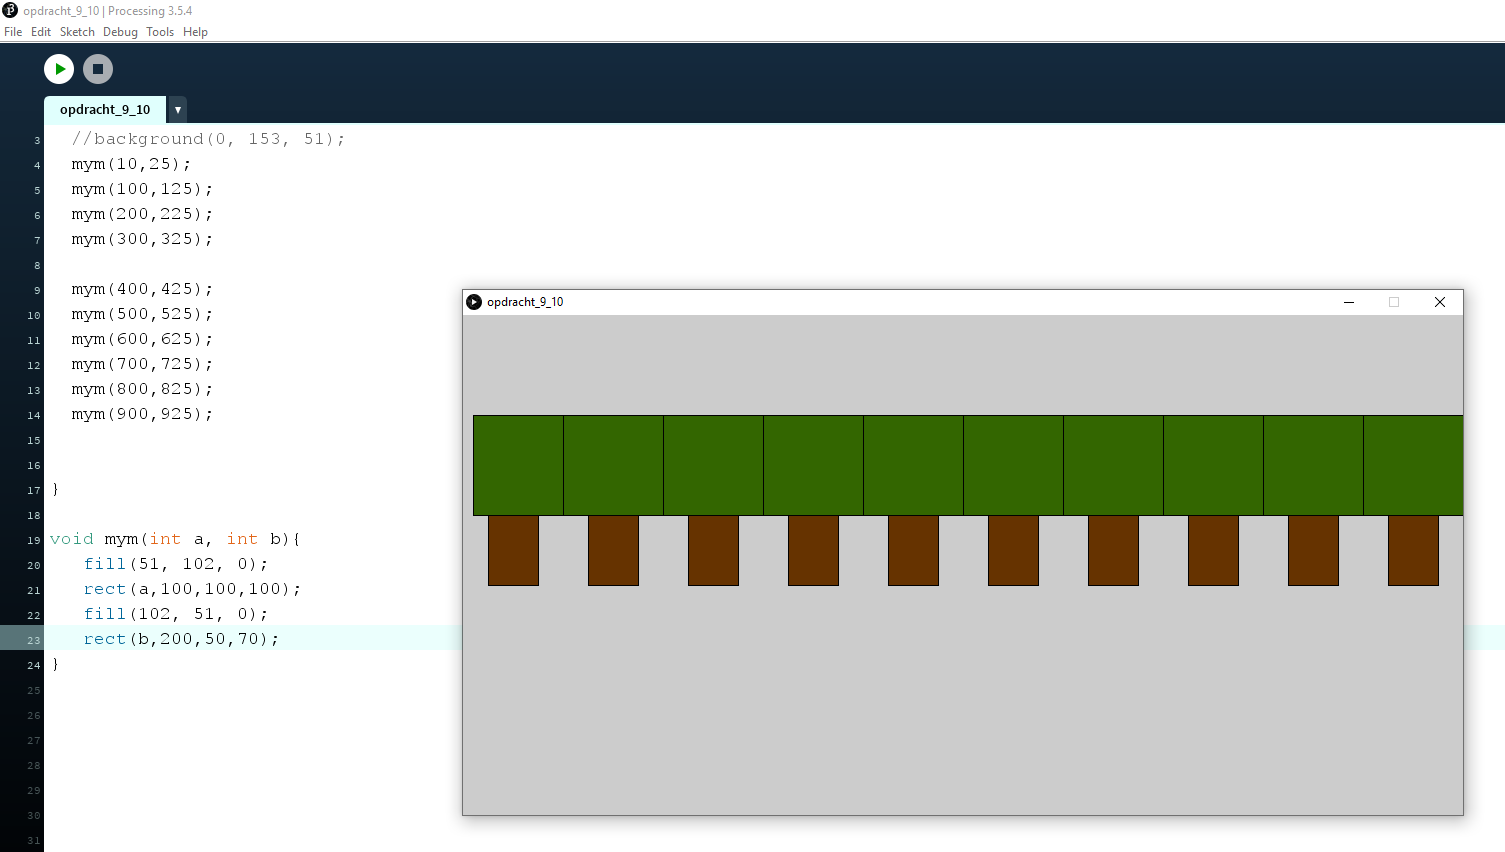 opdracht_9_10 | Processing 3.5.4
File Edit Sketch Debug Tools Help
opdracht_9_10 ▼
3 //background(0, 153, 51);
4 mym(10,25);
5 mym(100,125);
6 mym(200,225);
7 mym(300,325);
8
9 mym(400,425);
10 mym(500,525);
11 mym(600,625);
12 mym(700,725);
13 mym(800,825);
14 mym(900,925);
15
16
17 }
18
19 void mym(int a, int b){
20 fill(51, 102, 0);
21 rect(a,100,100,100);
22 fill(102, 51, 0);
23 rect(b,200,50,70);
24 }
25
26
27
28
29
30
31
opdracht_9_10